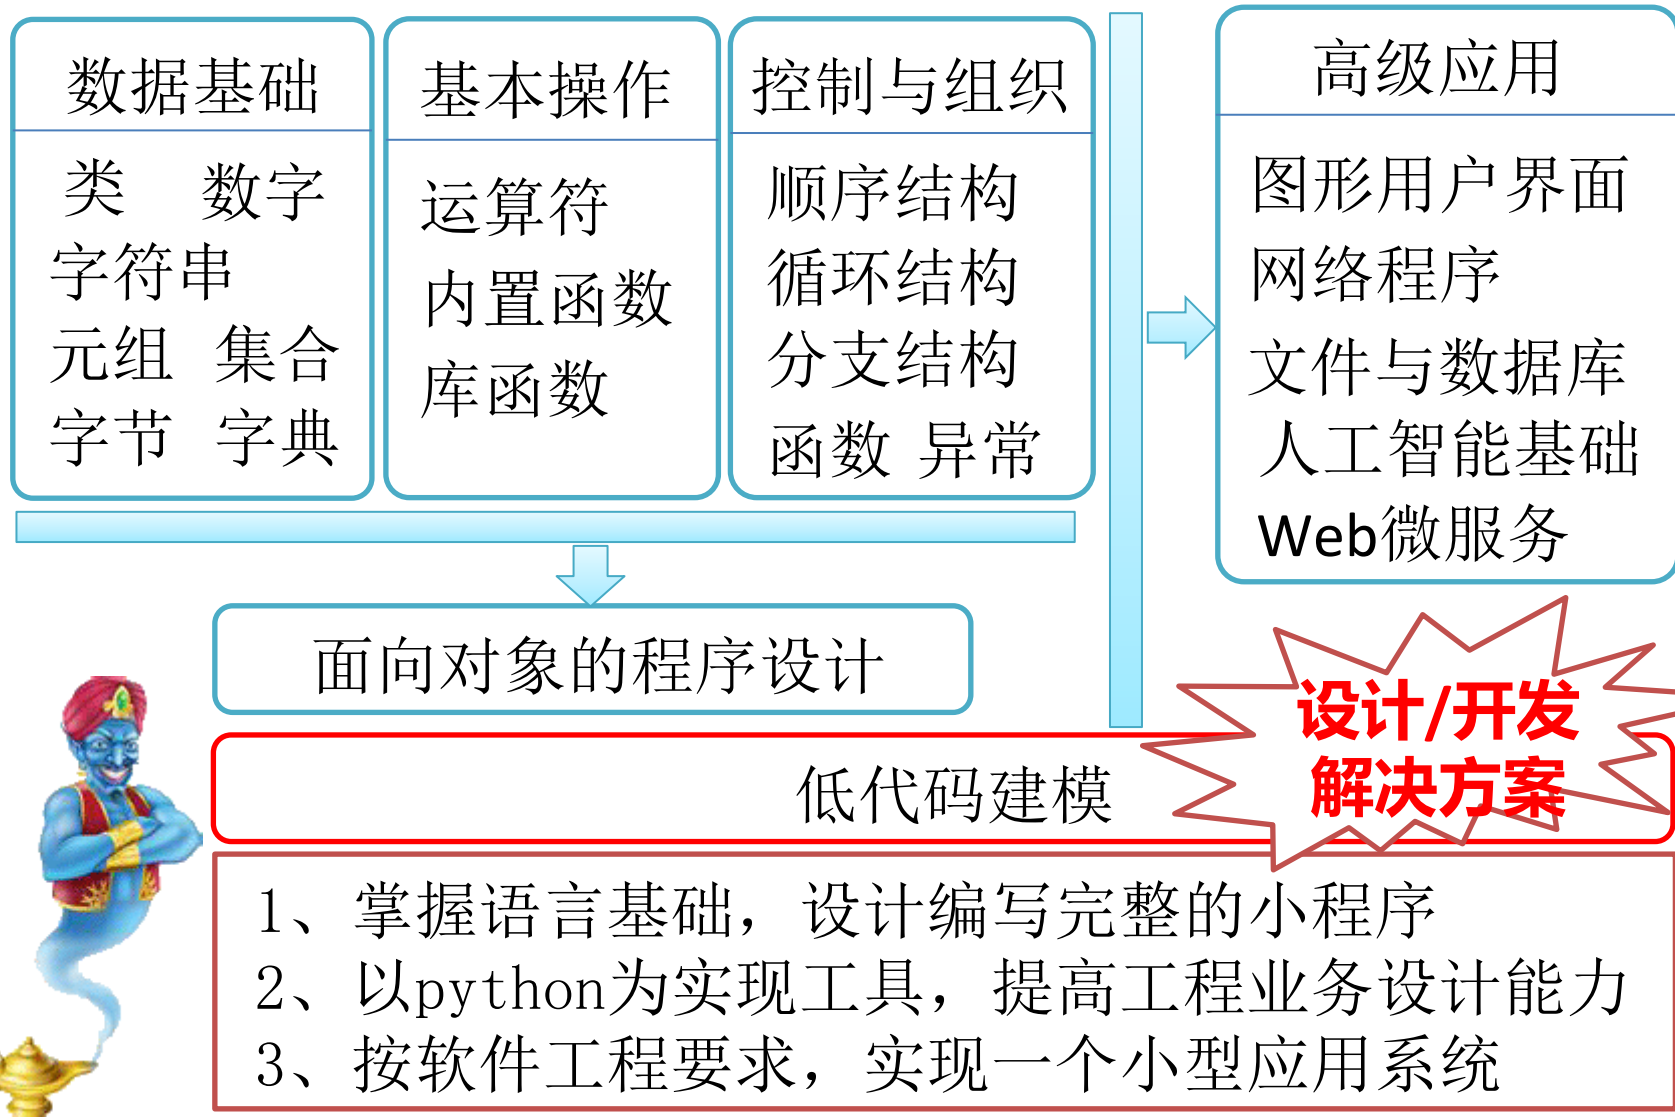 数据基础
类 数字
字符串
元组 集合
字节 字典
基本操作
运算符
内置函数
库函数
控制与组织
顺序结构
循环结构
分支结构
函数 异常
高级应用
图形用户界面
网络程序
文件与数据库
人工智能基础
Web微服务
面向对象的程序设计
设计/开发
解决方案
低代码建模
1、掌握语言基础，设计编写完整的小程序
2、以python为实现工具，提高工程业务设计能力
3、按软件工程要求，实现一个小型应用系统